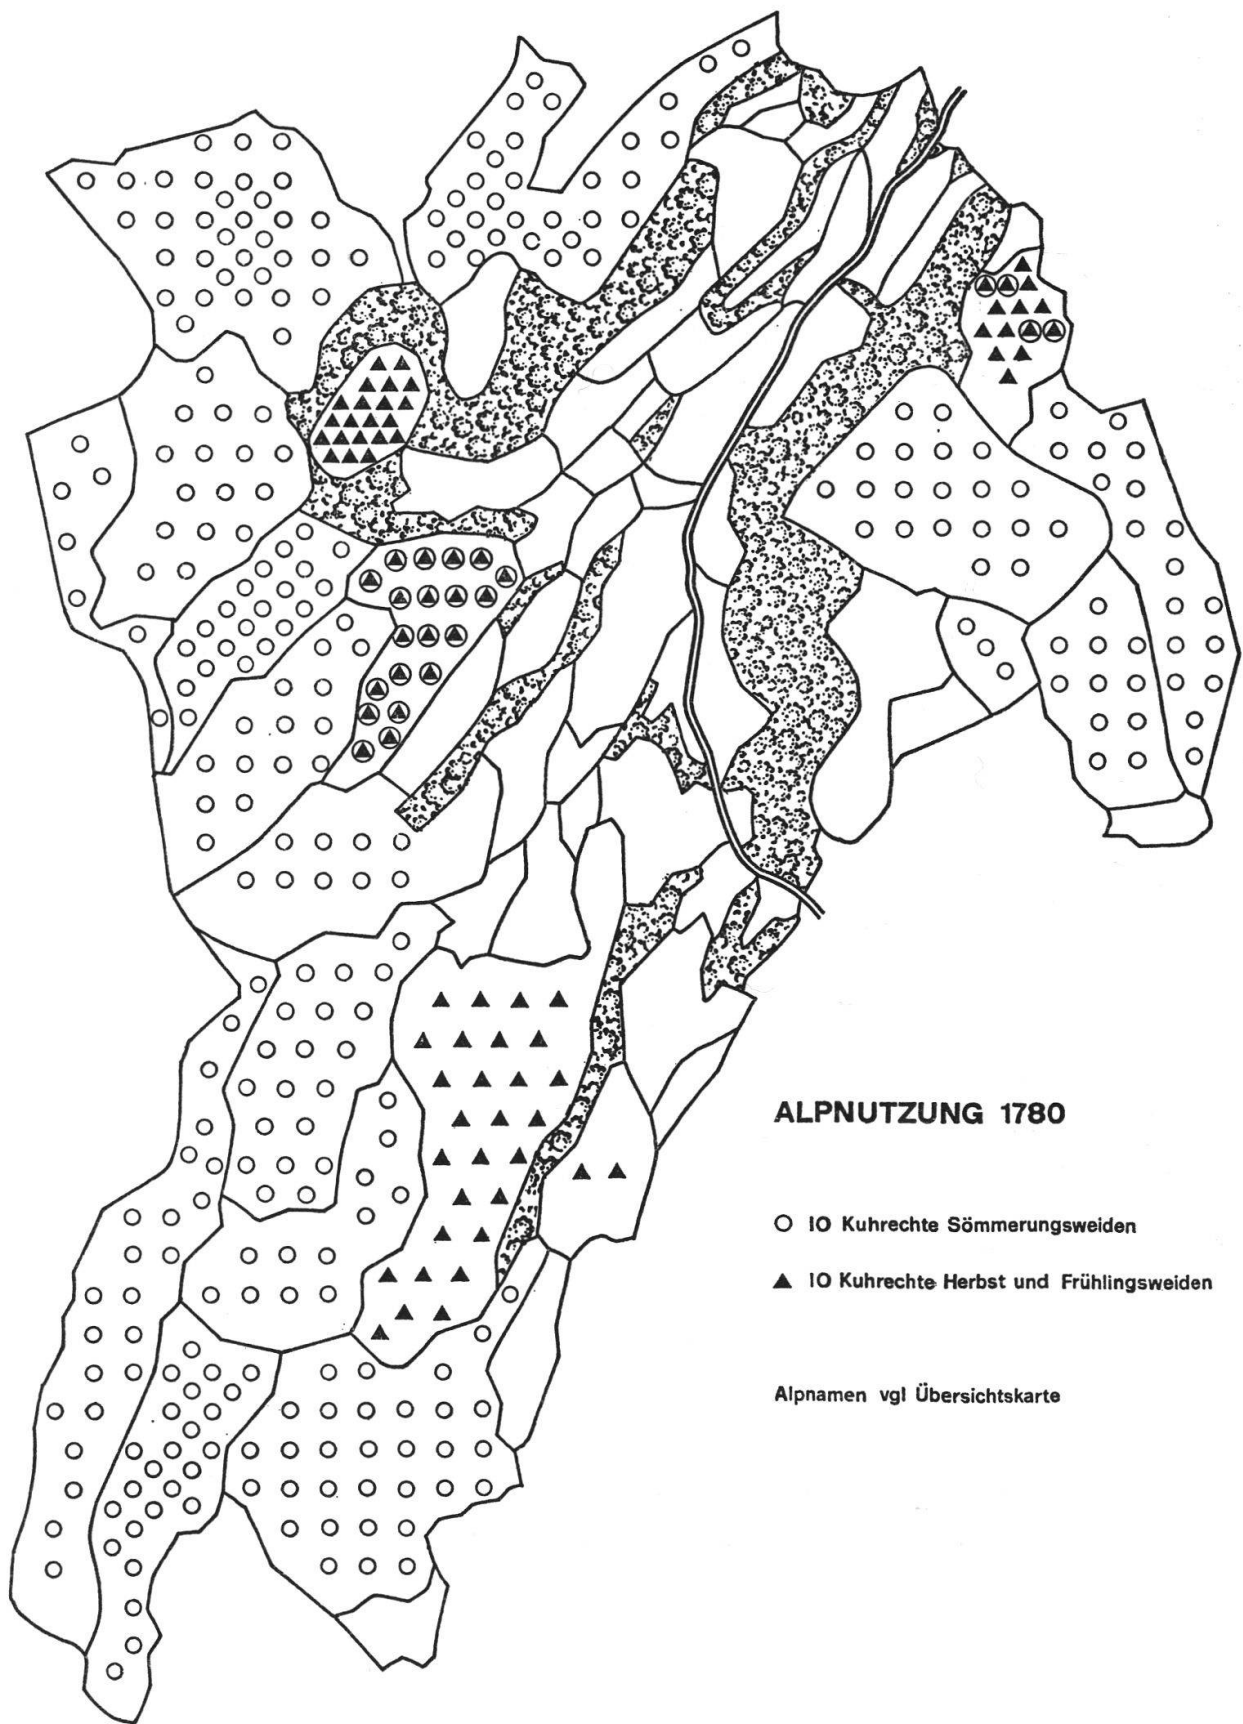 ALPNUTZUNG 1780
10 Kuhrechte Sömmerungsweiden
10 Kuhrechte Herbst und Frühlingsweiden
Alpnamen vgl Übersichtskarte